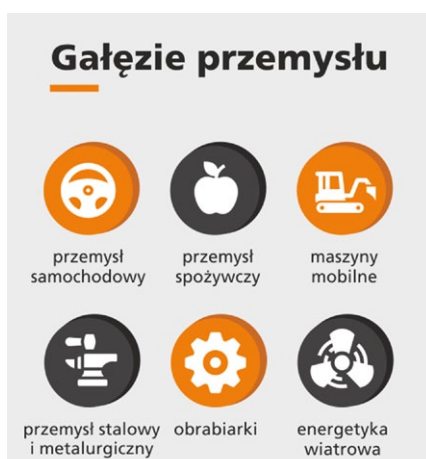 Gałęzie przemysłu
przemysł
samochodowy
przemysł
spożywczy
maszyny
mobilne
przemysł stalowy
i metalurgiczny
obrabiarki
energetyka
wiatrowa